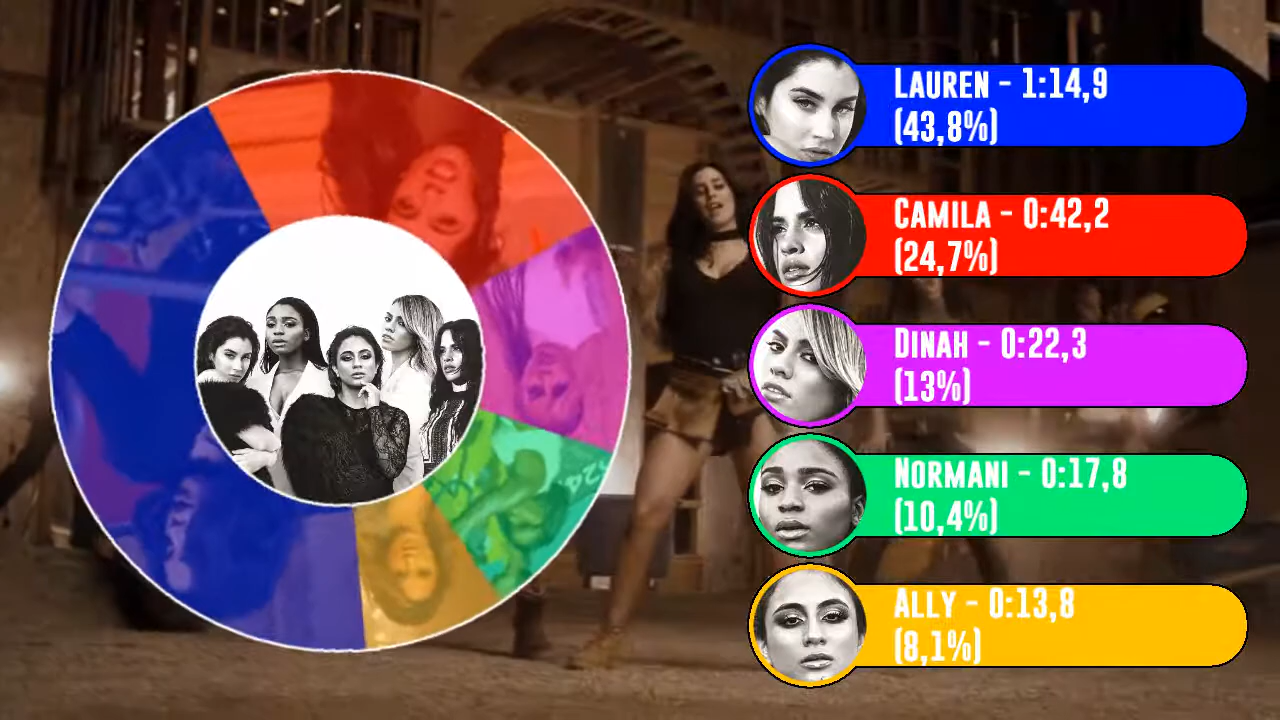 Lauren - 1:14,9
(43,8%)
Camila - 0:42,2
(24,7%)
Dinah - 0:22,3
(13%)
Normani - 0:17,8
(10,4%)
Ally - 0:13,8
(8,1%)